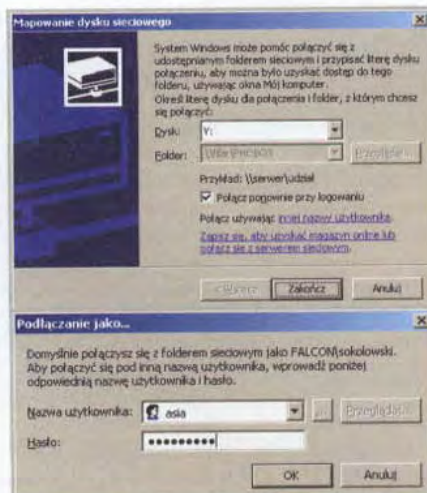 Mapowanie dysku sieciowego
System Windows może pomóc połączyć się z
udostępnianym folderem sieciowym i przypisać literę dysku
połączeniu, aby można było uzyskać dostęp do tego
folderu, używając okna Mój komputer.
Określ literę dysku dla połączenia i folder, z którym chcesz
się połączyć:
Dysk: Y:
Folder:
Przykład: \\serwer\udział
Połącz ponownie przy logowaniu
Połącz używając innej nazwy użytkownika.
Zapisz się, aby uzyskać magazyn online lub
połącz się z serwerem sieciowym.
< Wstecz Zakończ Anuluj
Podłączanie jako...
Domyślnie połączysz się z folderem sieciowym jako FALCON\sokolowski.
Aby połączyć się pod inną nazwą użytkownika, wprowadź poniżej
odpowiednią nazwę użytkownika i hasło.
Nazwa użytkownika: asia ... Przeglądaj...
Hasło: •••••••••
OK Anuluj